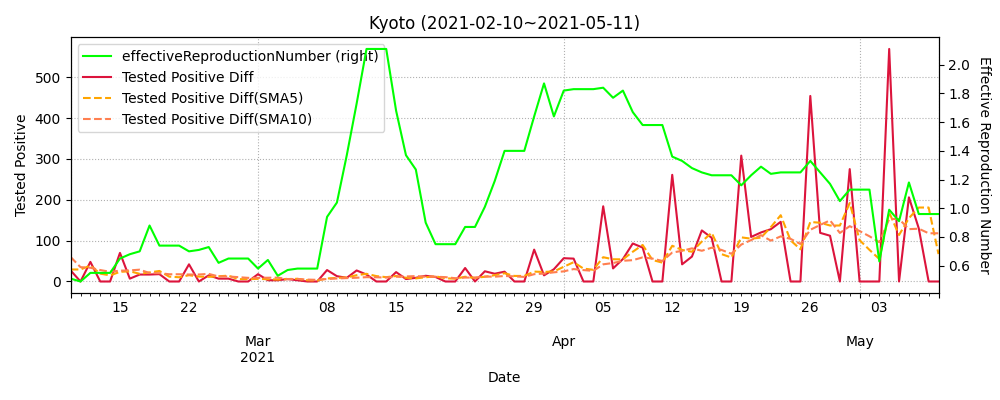 Kyoto (2021-02-10~2021-05-11)
effectiveReproductionNumber (right)
Tested Positive Diff
Tested Positive Diff(SMA5)
Tested Positive Diff(SMA10)
Tested Positive
500
400
300
200
100
0
2.0
1.8
1.6
1.4
1.2
1.0
0.8
0.6
Effective Reproduction Number
15 22 08 15 22 29 05 12 19 26 03
Mar Apr May
2021
Date